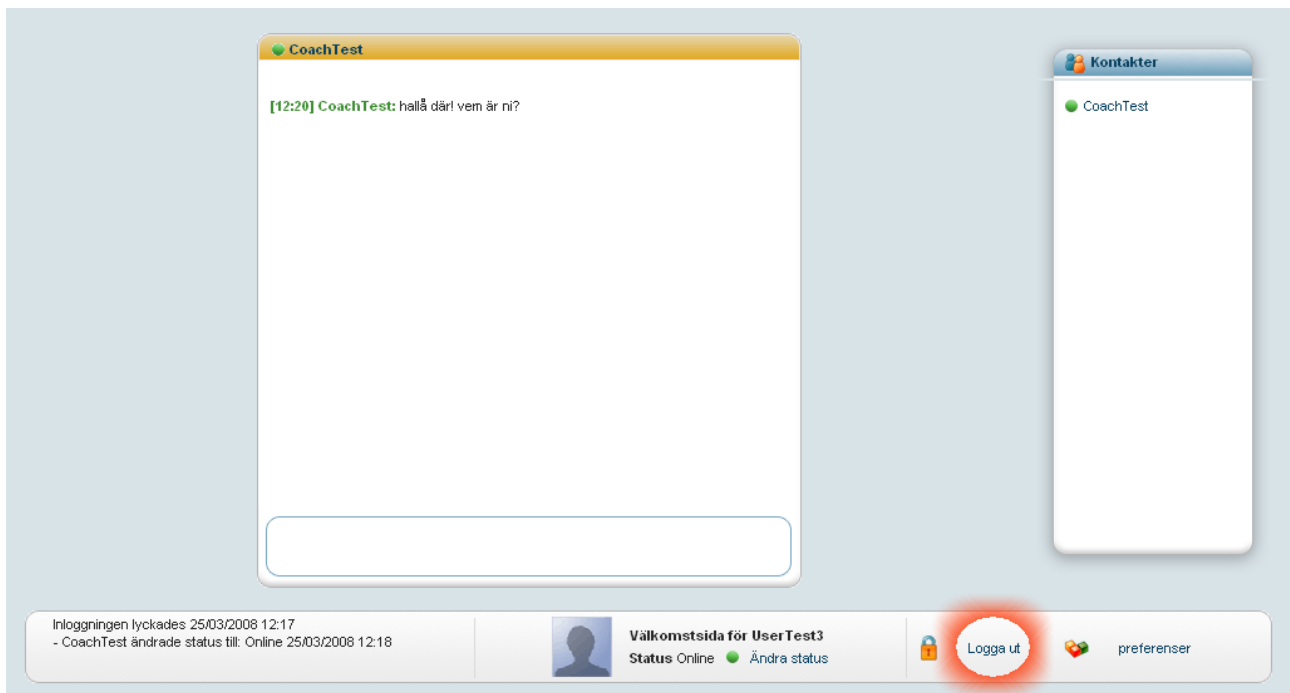 CoachTest
[12:20] CoachTest: hallå där! vem är ni?
Kontakter
CoachTest
Inloggningen lyckades 25/03/2008 12:17
- CoachTest ändrade status till: Online 25/03/2008 12:18
Välkomstsida för UserTest3
Status Online Ändra status
Logga ut
preferenser